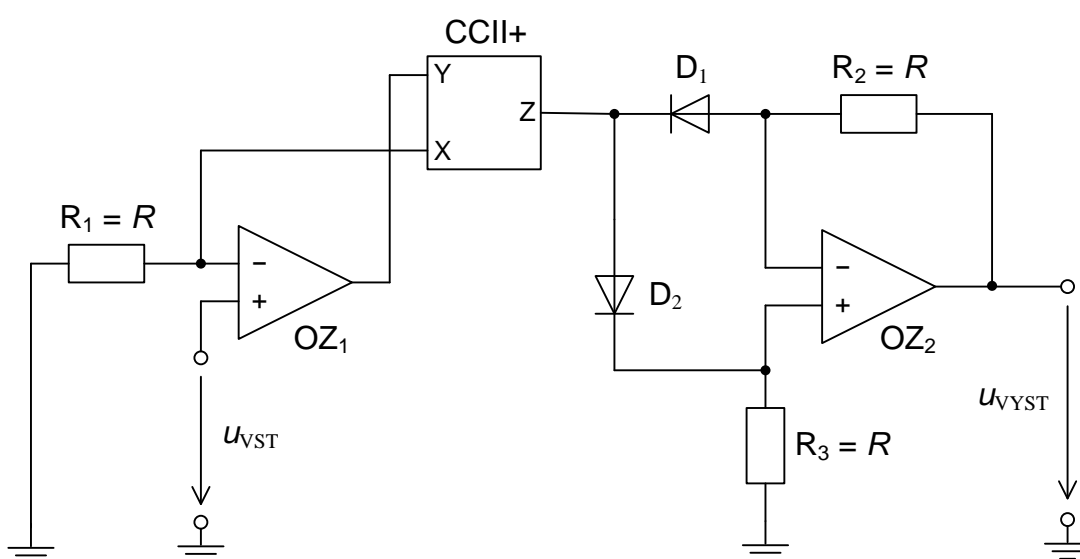 CCII+
Y
Z
X
D₁
R₂ = R
R₁ = R
−
+
OZ₁
D₂
−
+
OZ₂
u_VST
R₃ = R
u_VYST